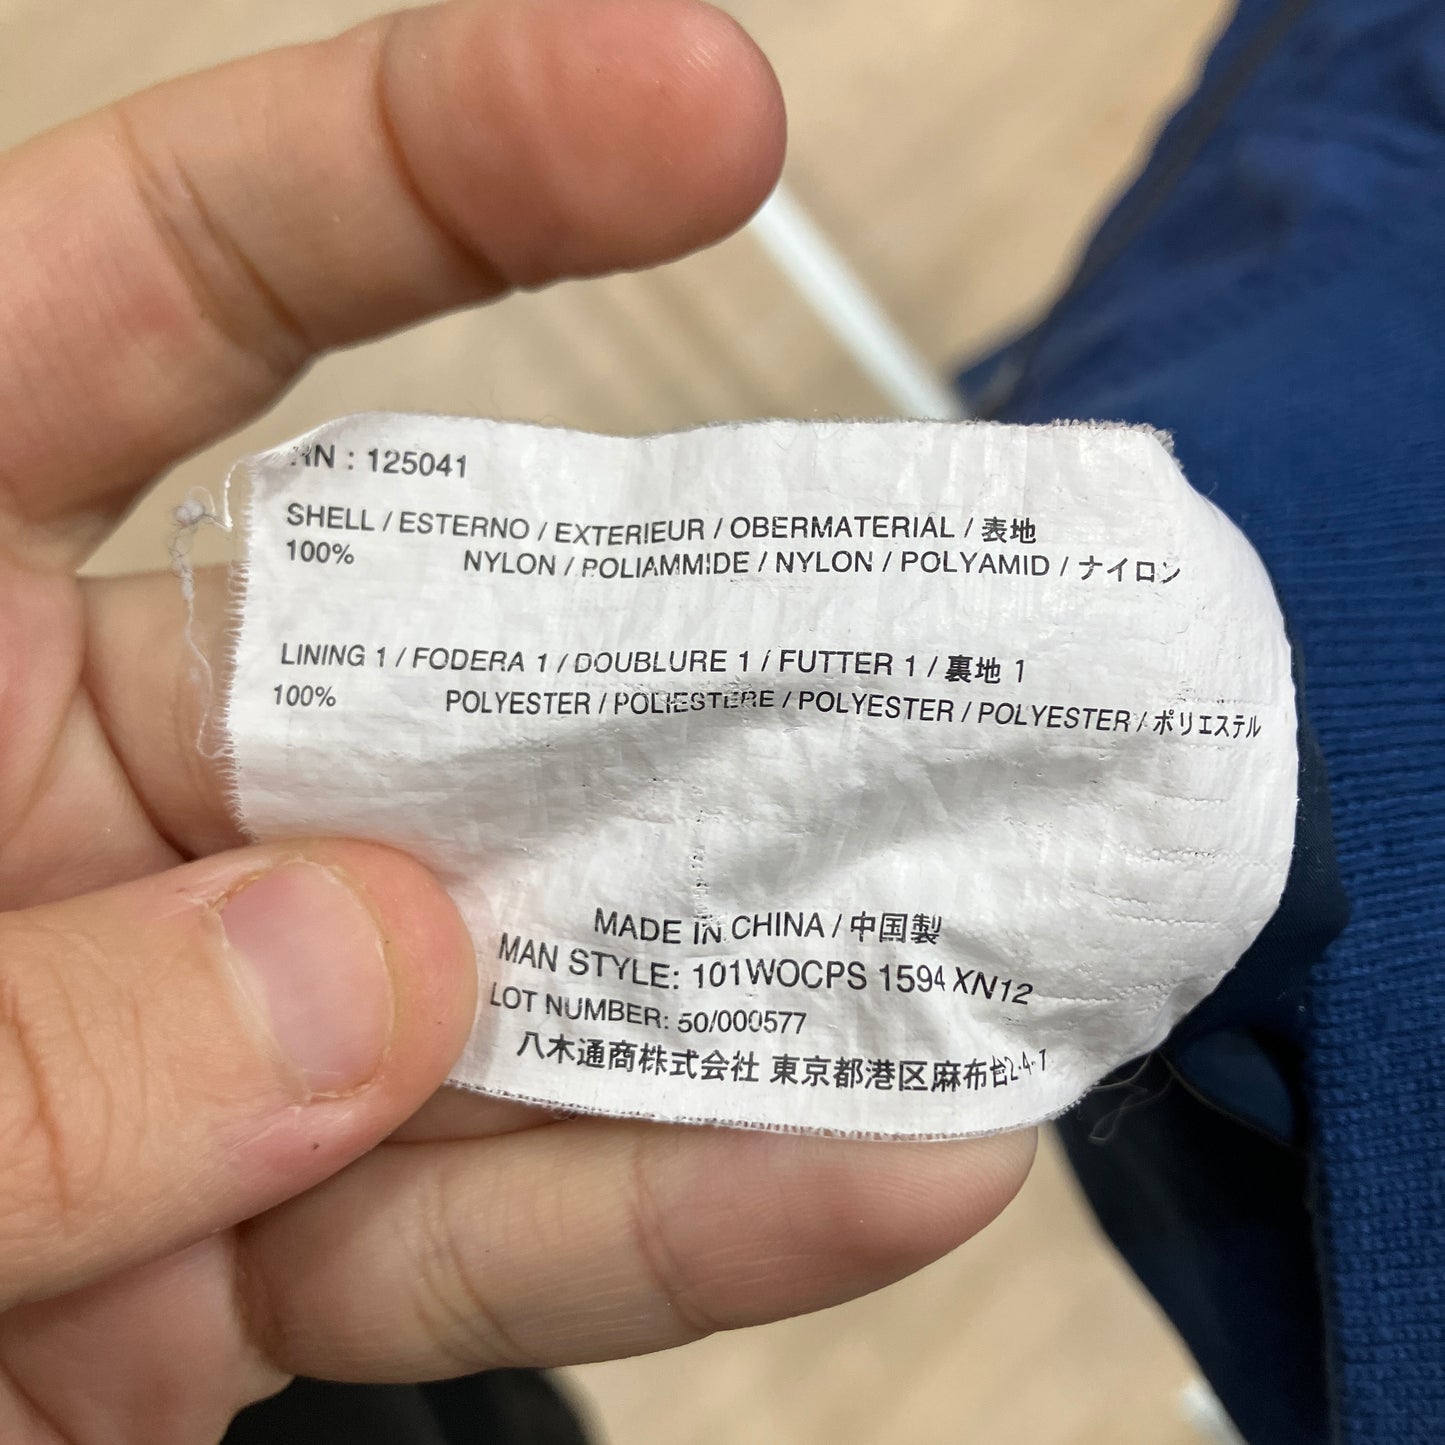 RN : 125041
SHELL / ESTERNO / EXTERIEUR / OBERMATERIAL / 表地
100% NYLON / POLIAMMIDE / NYLON / POLYAMID / ナイロン
LINING 1 / FODERA 1 / DOUBLURE 1 / FUTTER 1 / 裏地 1
100% POLYESTER / POLIESTERE / POLYESTER / POLYESTER / ポリエステル
MADE IN CHINA / 中国製
MAN STYLE: 101WOCPS 1594 XN12
LOT NUMBER: 50/000577
八木通商株式会社 東京都港区麻布台2-4-1